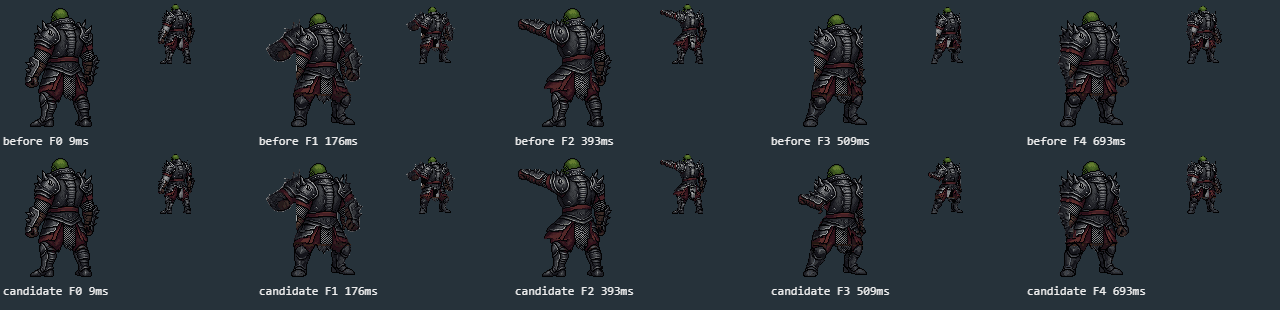 before F0 9ms
before F1 176ms
before F2 393ms
before F3 509ms
before F4 693ms
candidate F0 9ms
candidate F1 176ms
candidate F2 393ms
candidate F3 509ms
candidate F4 693ms